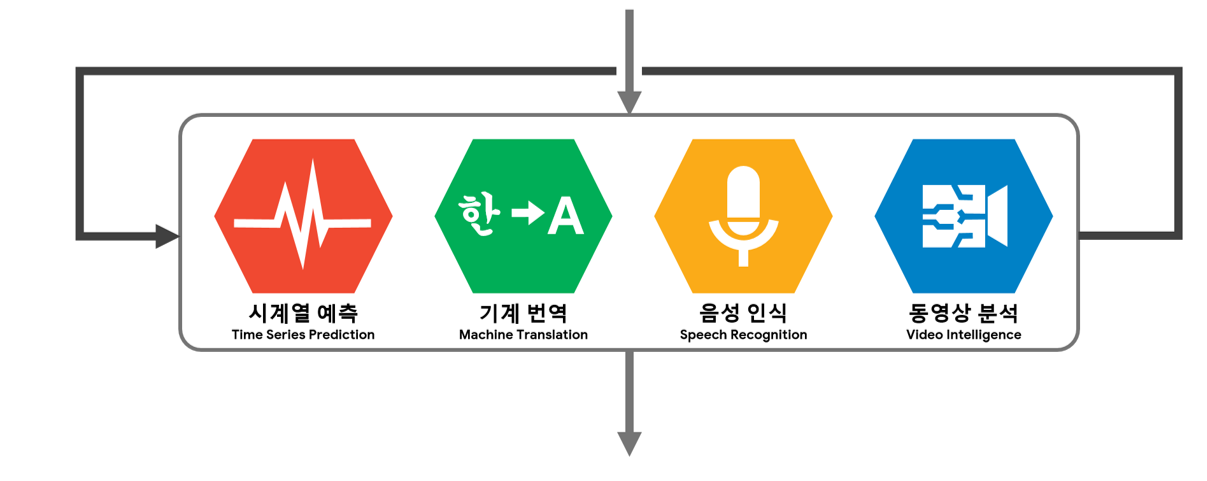 한 → A
시계열 예측
Time Series Prediction
기계 번역
Machine Translation
음성 인식
Speech Recognition
동영상 분석
Video Intelligence